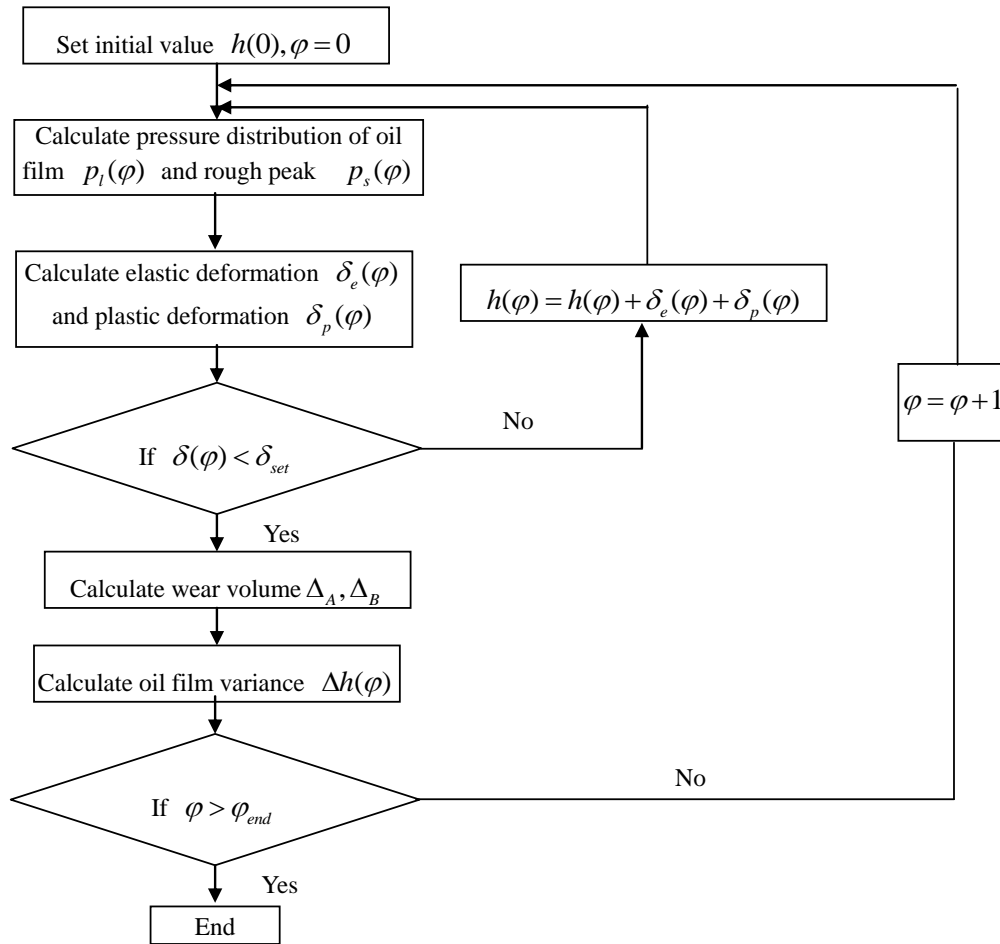 Set initial value h(0), φ = 0
Calculate pressure distribution of oil
film p_l(φ) and rough peak p_s(φ)
Calculate elastic deformation δ_e(φ)
and plastic deformation δ_p(φ)
h(φ) = h(φ) + δ_e(φ) + δ_p(φ)
φ = φ + 1
No
If δ(φ) < δ_set
Yes
Calculate wear volume Δ_A, Δ_B
Calculate oil film variance Δh(φ)
No
If φ > φ_end
Yes
End